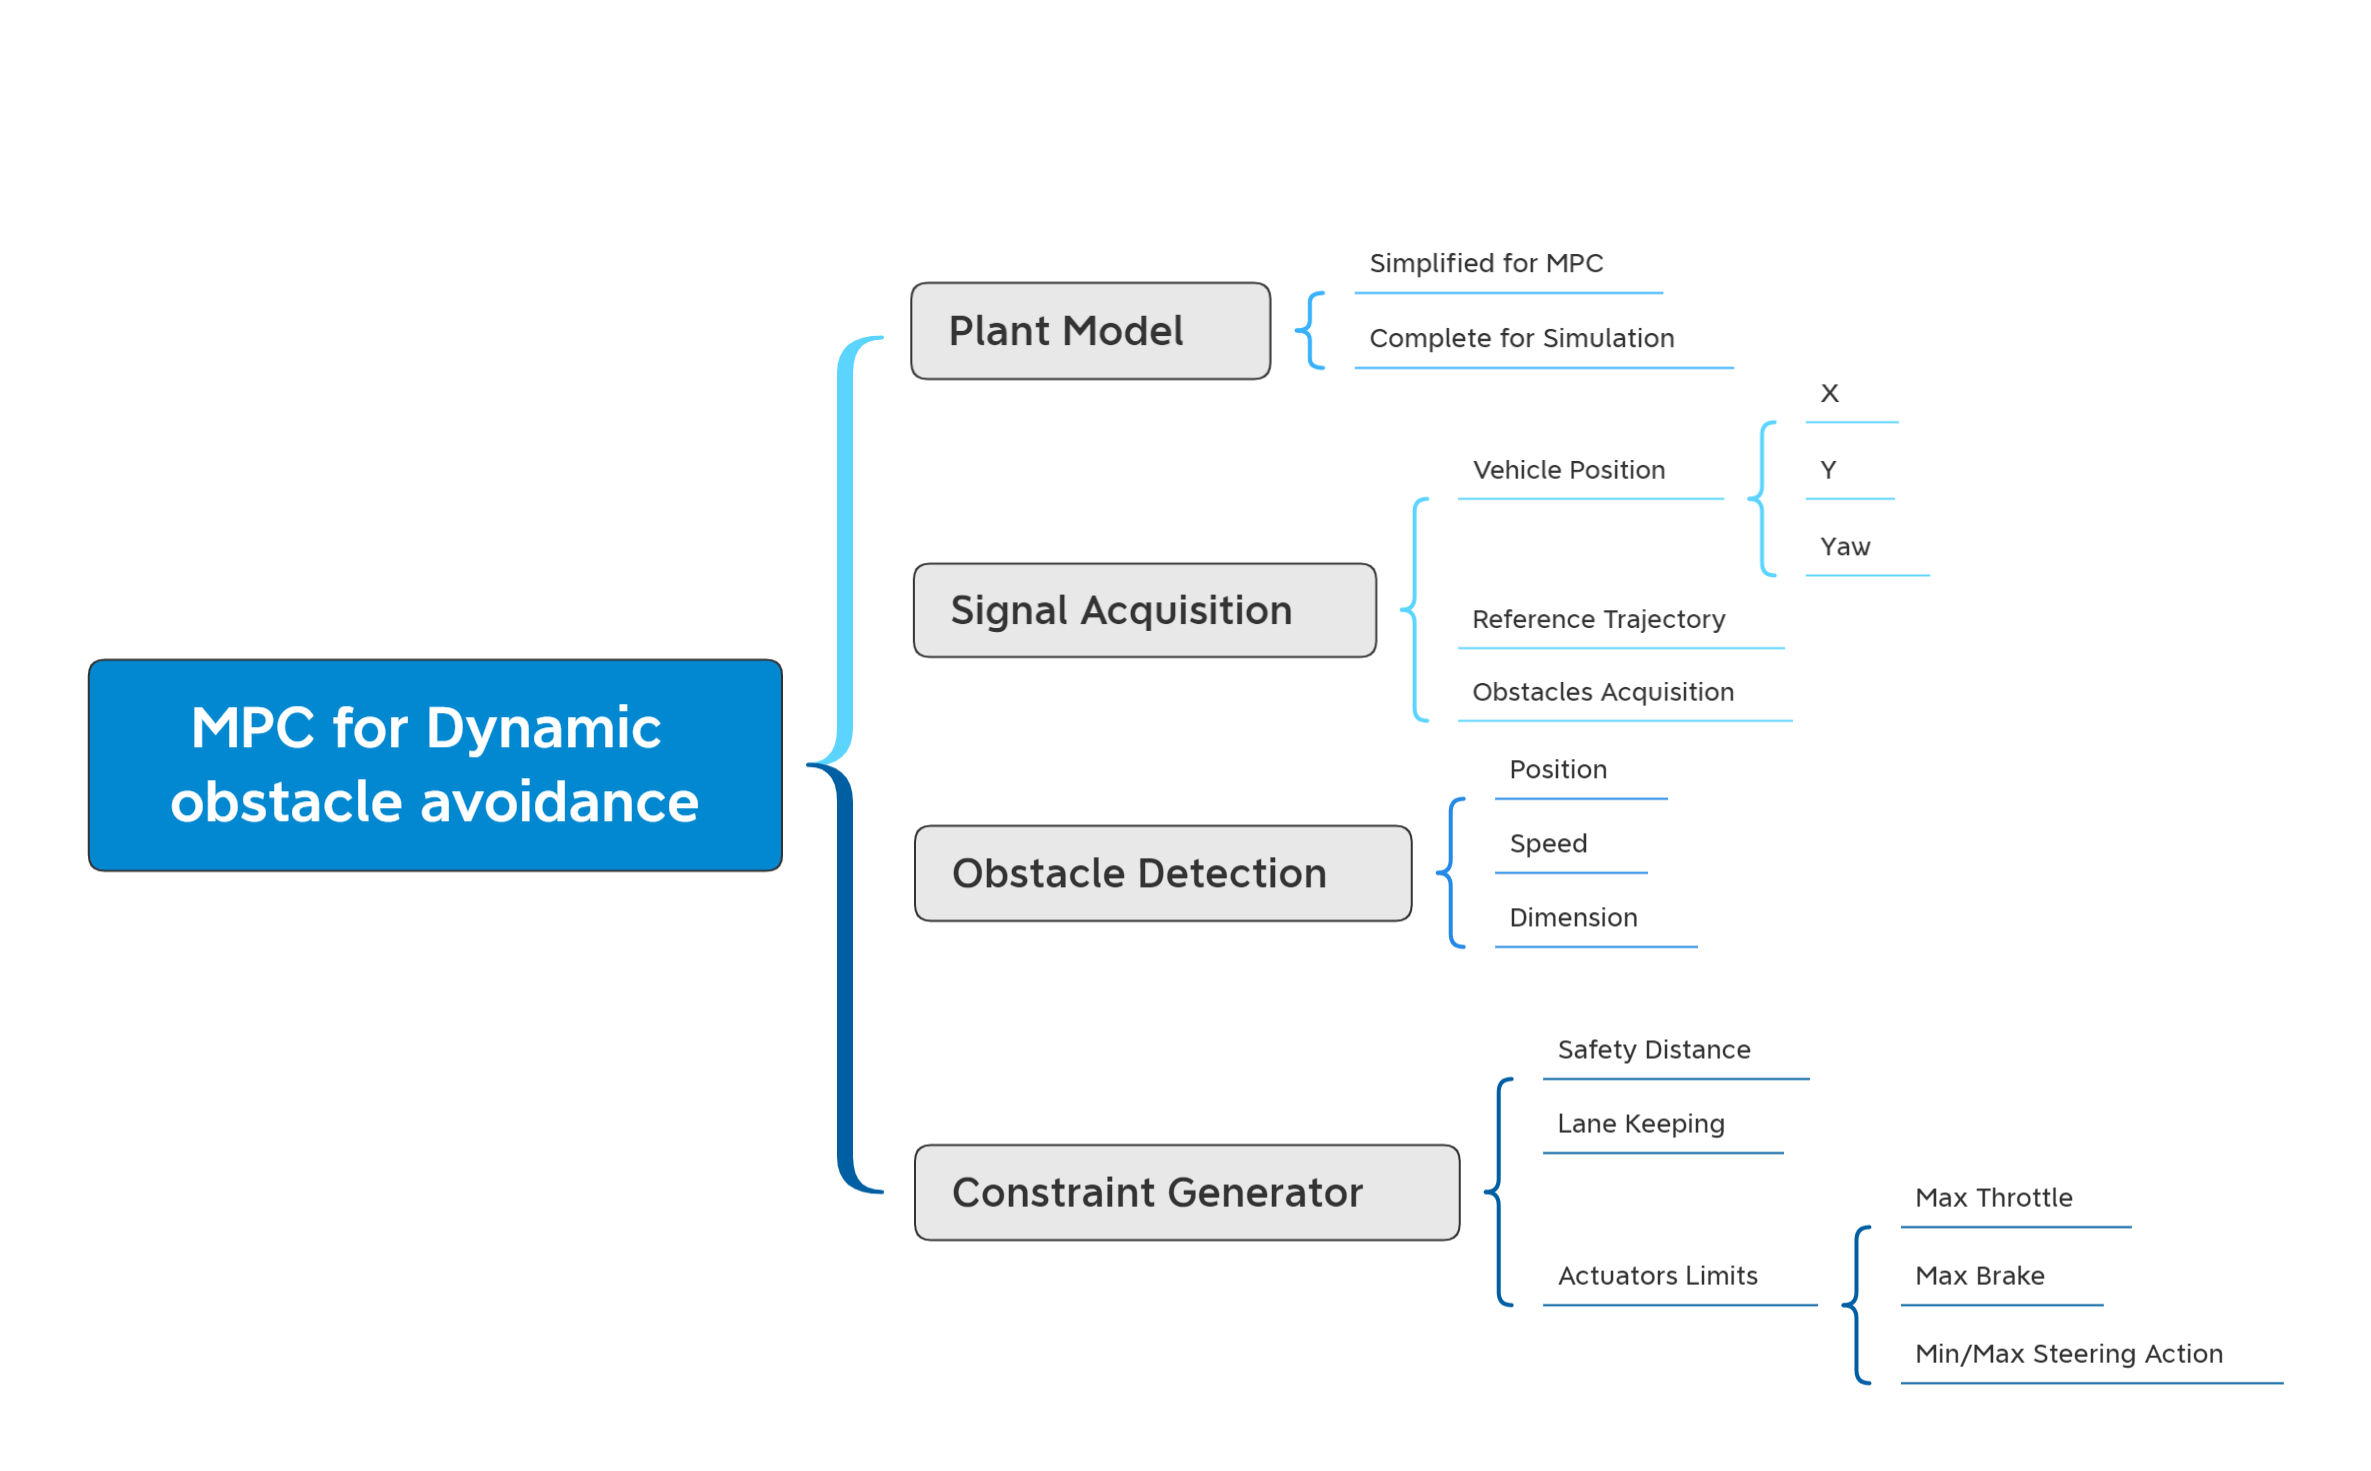 MPC for Dynamic
obstacle avoidance
Plant Model
Simplified for MPC
Complete for Simulation
Signal Acquisition
Vehicle Position
X
Y
Yaw
Reference Trajectory
Obstacles Acquisition
Obstacle Detection
Position
Speed
Dimension
Constraint Generator
Safety Distance
Lane Keeping
Actuators Limits
Max Throttle
Max Brake
Min/Max Steering Action